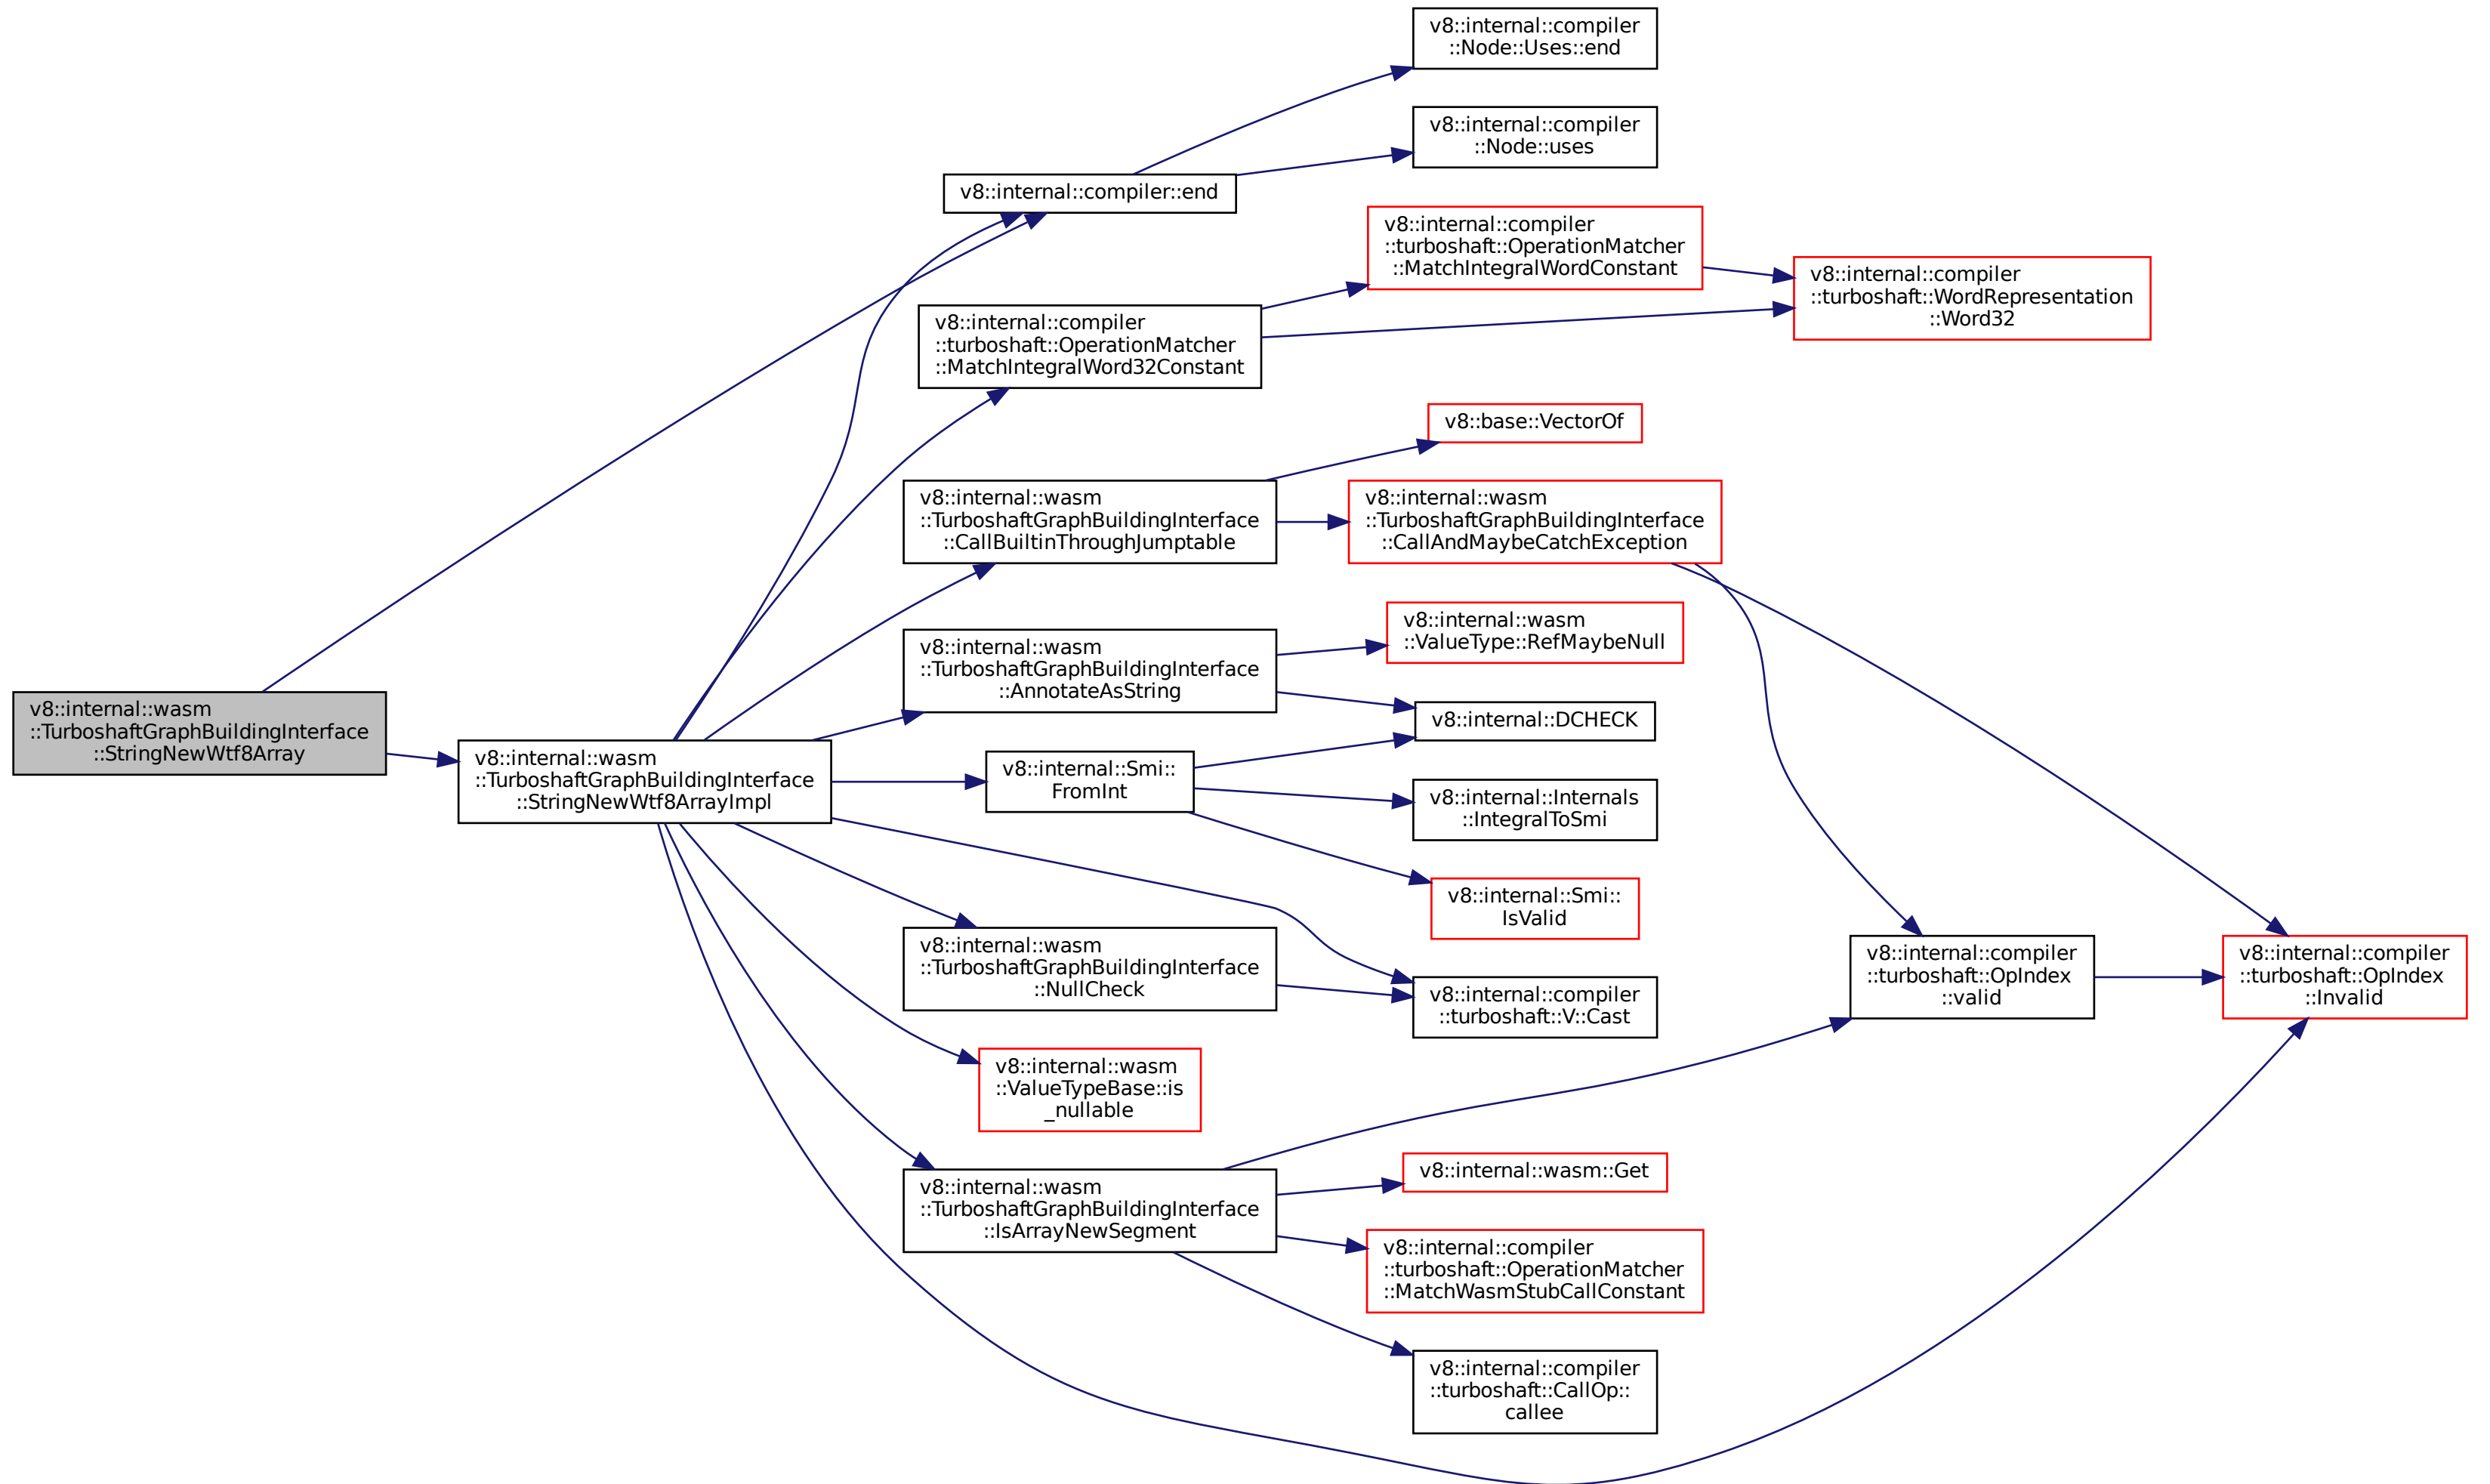 v8::internal::wasm
::TurboshaftGraphBuildingInterface
::StringNewWtf8Array
v8::internal::wasm
::TurboshaftGraphBuildingInterface
::StringNewWtf8ArrayImpl
v8::internal::compiler::end
v8::internal::compiler
::turboshaft::OperationMatcher
::MatchIntegralWord32Constant
v8::internal::wasm
::TurboshaftGraphBuildingInterface
::CallBuiltinThroughJumptable
v8::internal::wasm
::TurboshaftGraphBuildingInterface
::AnnotateAsString
v8::internal::Smi::
FromInt
v8::internal::wasm
::TurboshaftGraphBuildingInterface
::NullCheck
v8::internal::wasm
::ValueTypeBase::is
_nullable
v8::internal::wasm
::TurboshaftGraphBuildingInterface
::IsArrayNewSegment
v8::internal::compiler
::Node::Uses::end
v8::internal::compiler
::Node::uses
v8::internal::compiler
::turboshaft::OperationMatcher
::MatchIntegralWordConstant
v8::base::VectorOf
v8::internal::wasm
::TurboshaftGraphBuildingInterface
::CallAndMaybeCatchException
v8::internal::wasm
::ValueType::RefMaybeNull
v8::internal::DCHECK
v8::internal::Internals
::IntegralToSmi
v8::internal::Smi::
IsValid
v8::internal::compiler
::turboshaft::V::Cast
v8::internal::wasm::Get
v8::internal::compiler
::turboshaft::OperationMatcher
::MatchWasmStubCallConstant
v8::internal::compiler
::turboshaft::CallOp::
callee
v8::internal::compiler
::turboshaft::WordRepresentation
::Word32
v8::internal::compiler
::turboshaft::OpIndex
::valid
v8::internal::compiler
::turboshaft::OpIndex
::Invalid